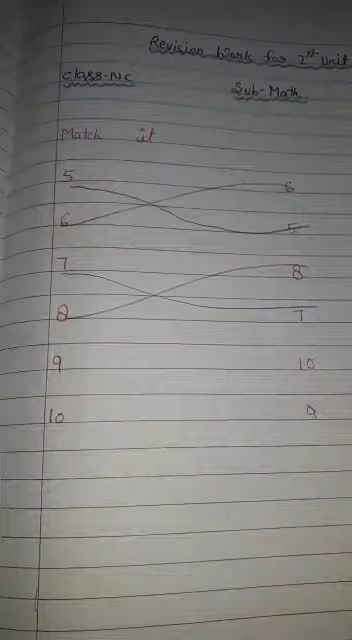 Revision Work for 1st Unit
Class-Nc
Sub-Math
Match it
5 6
6 5
7 8
8 7
9 10
10 9